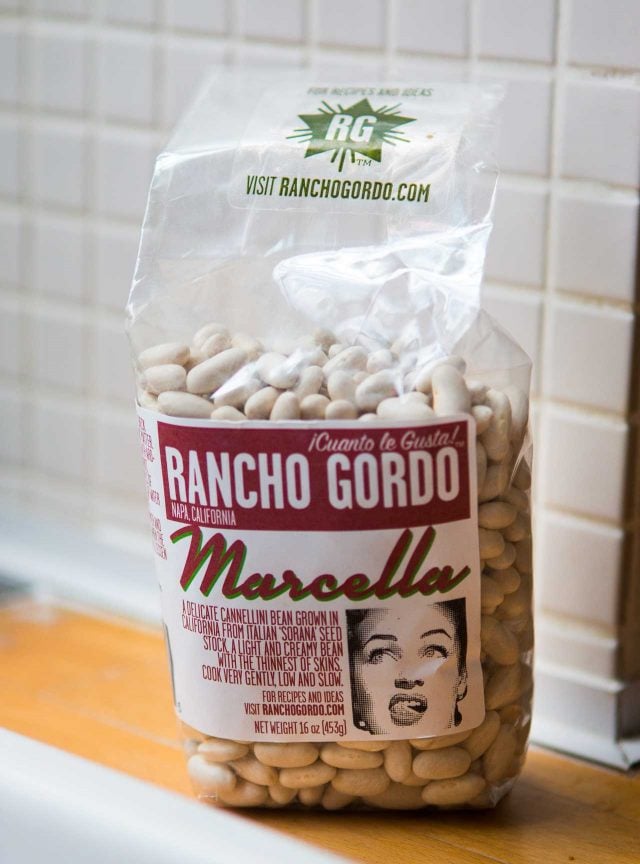 FOR RECIPES AND IDEAS
RG
TM
VISIT RANCHOGORDO.COM
¡Cuanto le Gusta!
RANCHO GORDO
NAPA, CALIFORNIA
Marcella
A DELICATE CANNELLINI BEAN GROWN IN
CALIFORNIA FROM ITALIAN 'SORANA' SEED
STOCK, A LIGHT AND CREAMY BEAN
WITH THE THINNEST OF SKINS.
COOK VERY GENTLY, LOW AND SLOW.
FOR RECIPES AND IDEAS
VISIT RANCHOGORDO.COM
NET WEIGHT 16 oz (453g)